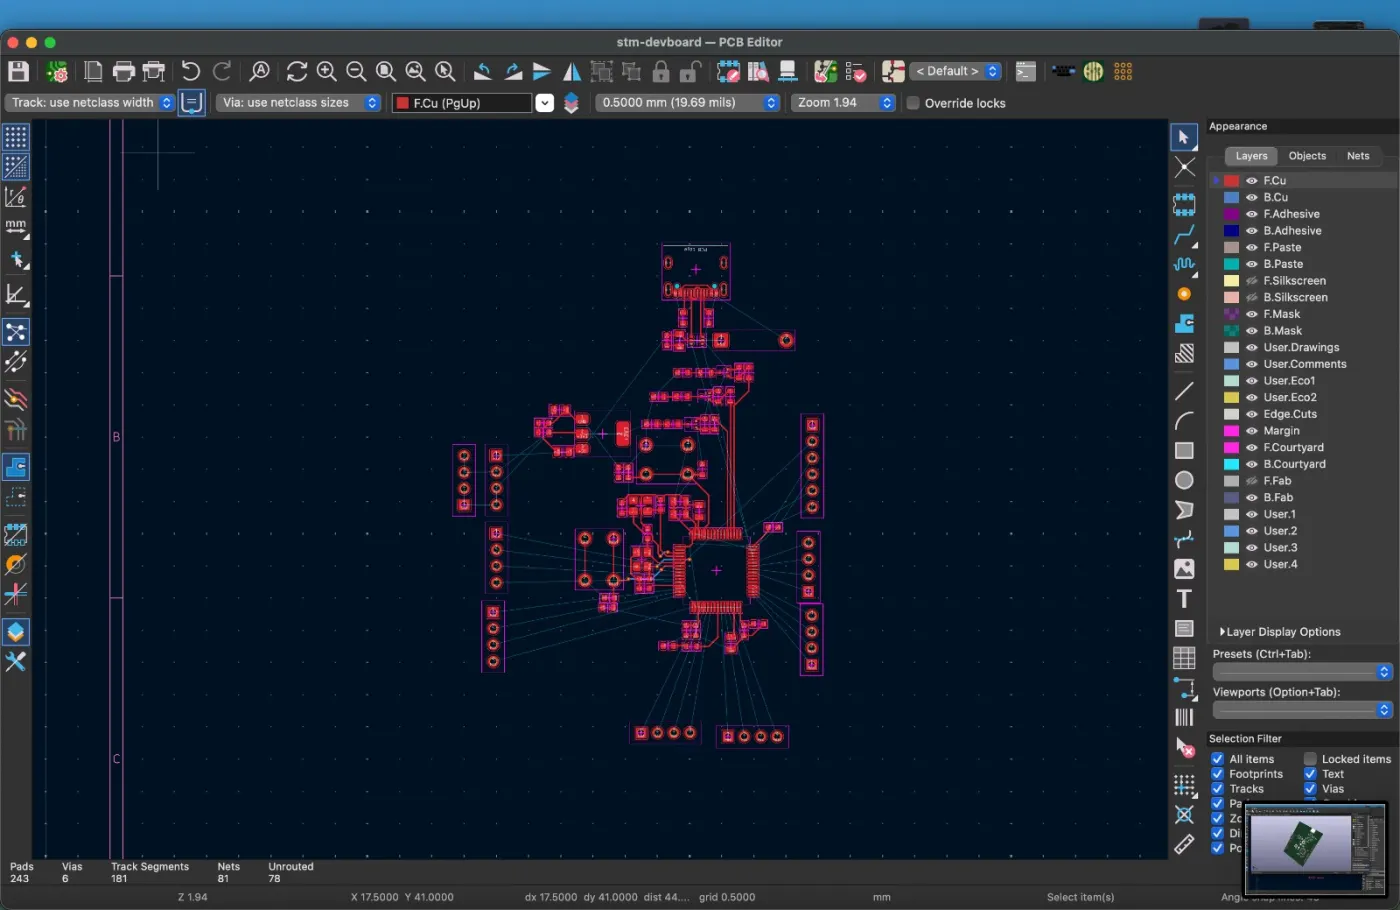 stm-devboard — PCB Editor
< Default >
Track: use netclass width
Via: use netclass sizes
F.Cu (PgUp)
0.5000 mm (19.69 mils)
Zoom 1.94
Override locks
mm
B
C
Appearance
Layers Objects Nets
F.Cu
B.Cu
F.Adhesive
B.Adhesive
F.Paste
B.Paste
F.Silkscreen
B.Silkscreen
F.Mask
B.Mask
User.Drawings
User.Comments
User.Eco1
User.Eco2
Edge.Cuts
Margin
F.Courtyard
B.Courtyard
F.Fab
B.Fab
User.1
User.2
User.3
User.4
Layer Display Options
Presets (Ctrl+Tab):
Viewports (Option+Tab):
Selection Filter
All items Locked items
Footprints Text
Tracks Vias
Pads Vias Track Segments Nets Unrouted
243 6 181 81 78
Z 1.94 X 17.5000 Y 41.0000 dx 17.5000 dy 41.0000 dist 44.... grid 0.5000 mm Select item(s)